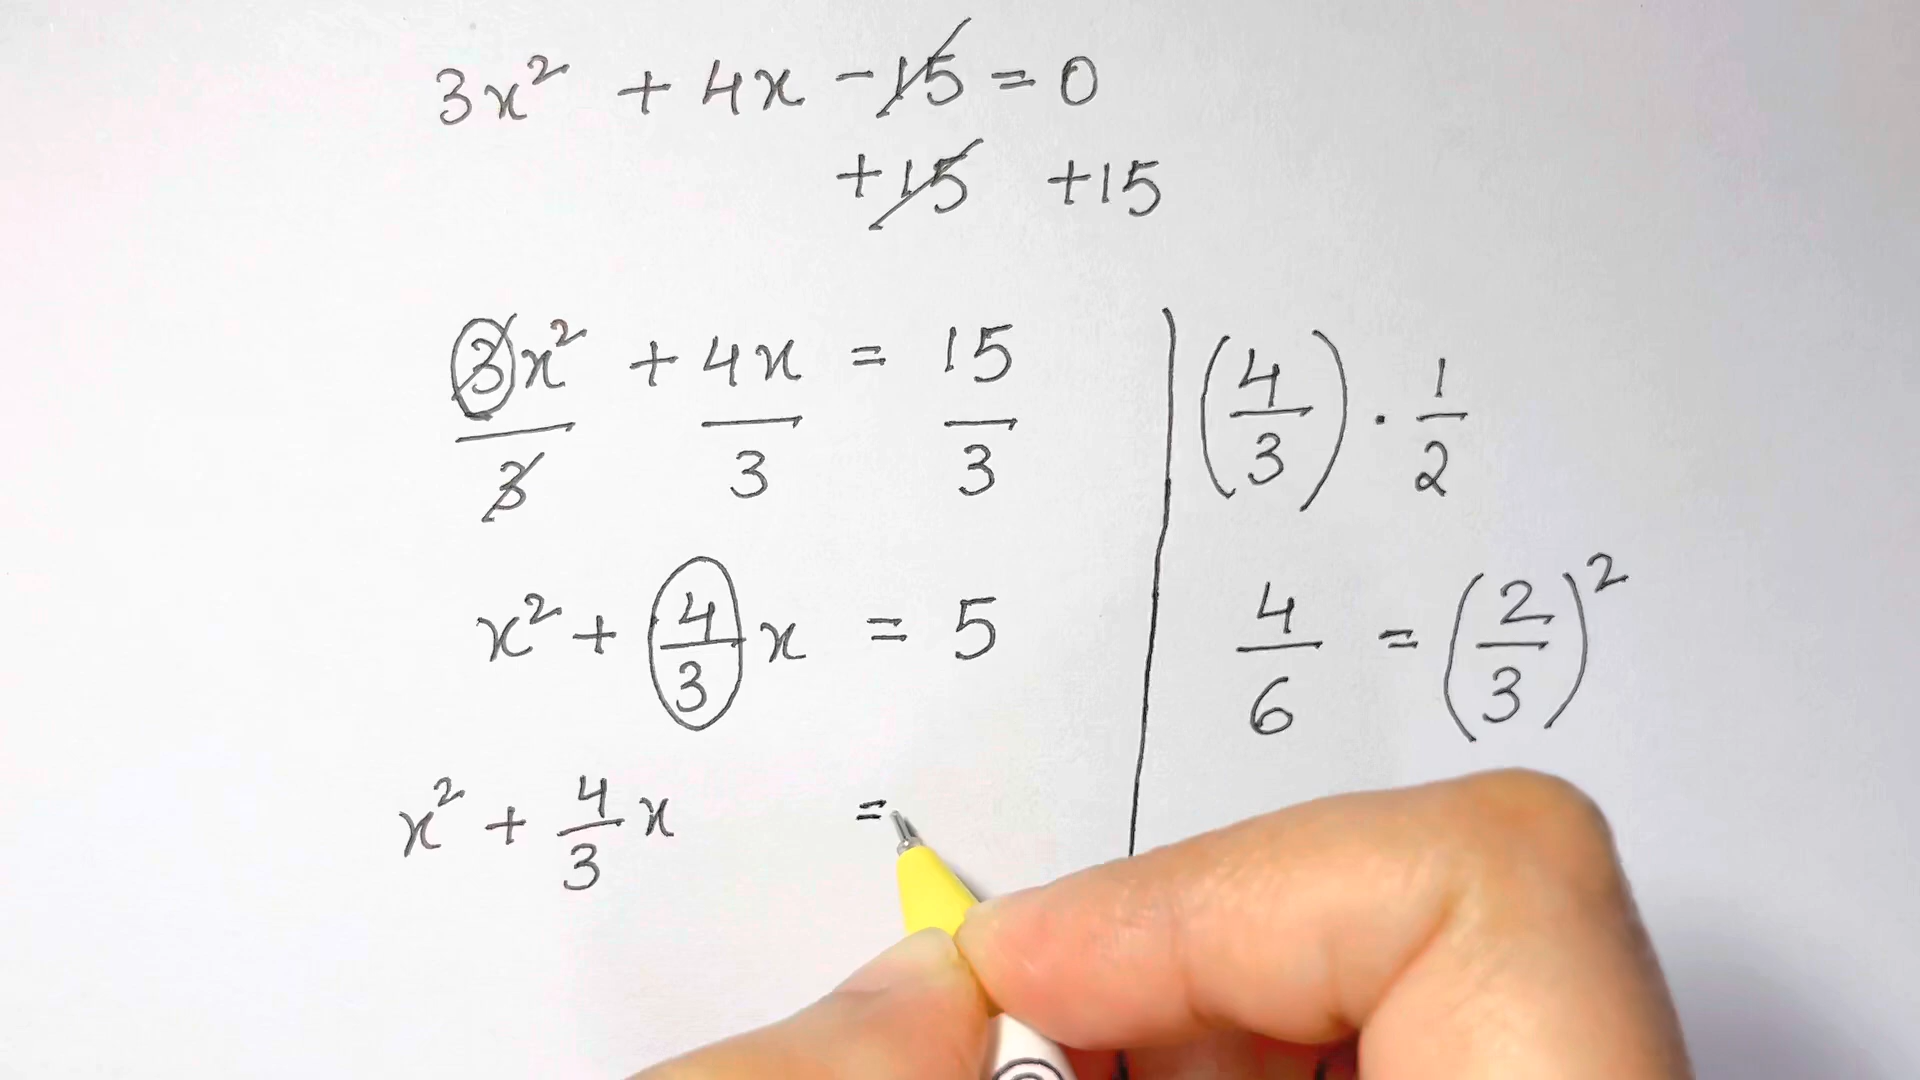 3x² + 4x - 15 = 0
+15 +15
3x²/3 + 4x/3 = 15/3
x² + 4/3 x = 5
x² + 4/3 x =
(4/3) · 1/2
4/6 = (2/3)²